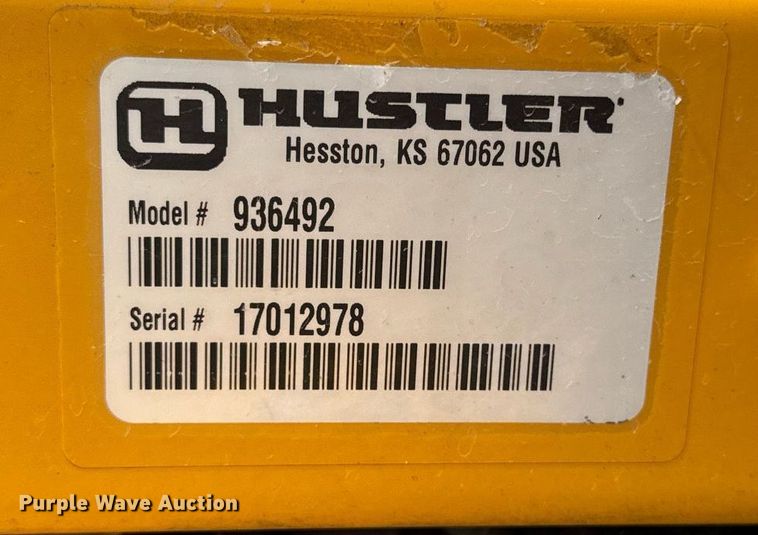 H HUSTLER
Hesston, KS 67062 USA
Model # 936492
Serial # 17012978
Purple Wave Auction